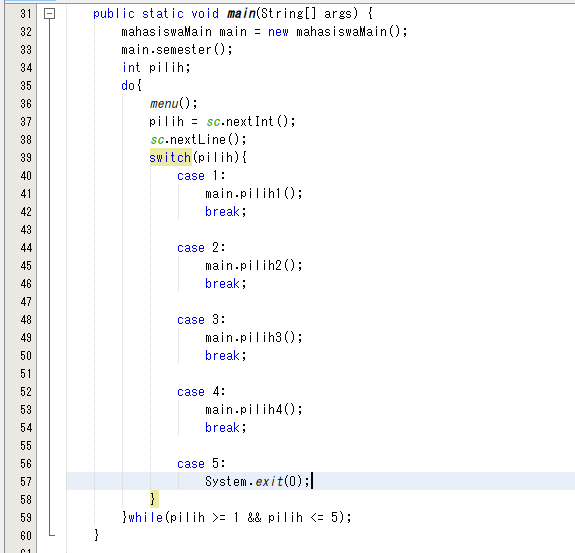 31 public static void main(String[] args) {
32 mahasiswaMain main = new mahasiswaMain();
33 main.semester();
34 int pilih;
35 do{
36 menu();
37 pilih = sc.nextInt();
38 sc.nextLine();
39 switch(pilih){
40 case 1:
41 main.pilih1();
42 break;
43
44 case 2:
45 main.pilih2();
46 break;
47
48 case 3:
49 main.pilih3();
50 break;
51
52 case 4:
53 main.pilih4();
54 break;
55
56 case 5:
57 System.exit(0);
58 }
59 }while(pilih >= 1 && pilih <= 5);
60 }